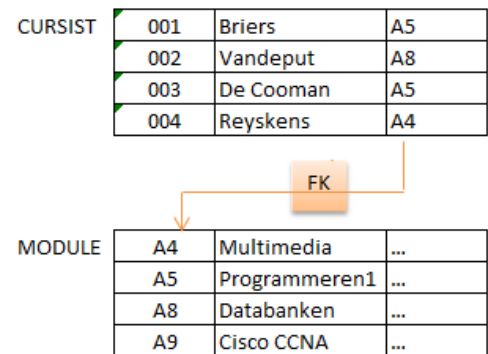 CURSIST 001 Briers A5
002 Vandeput A8
003 De Cooman A5
004 Reyskens A4
FK
MODULE A4 Multimedia ...
A5 Programmeren1 ...
A8 Databanken ...
A9 Cisco CCNA ...